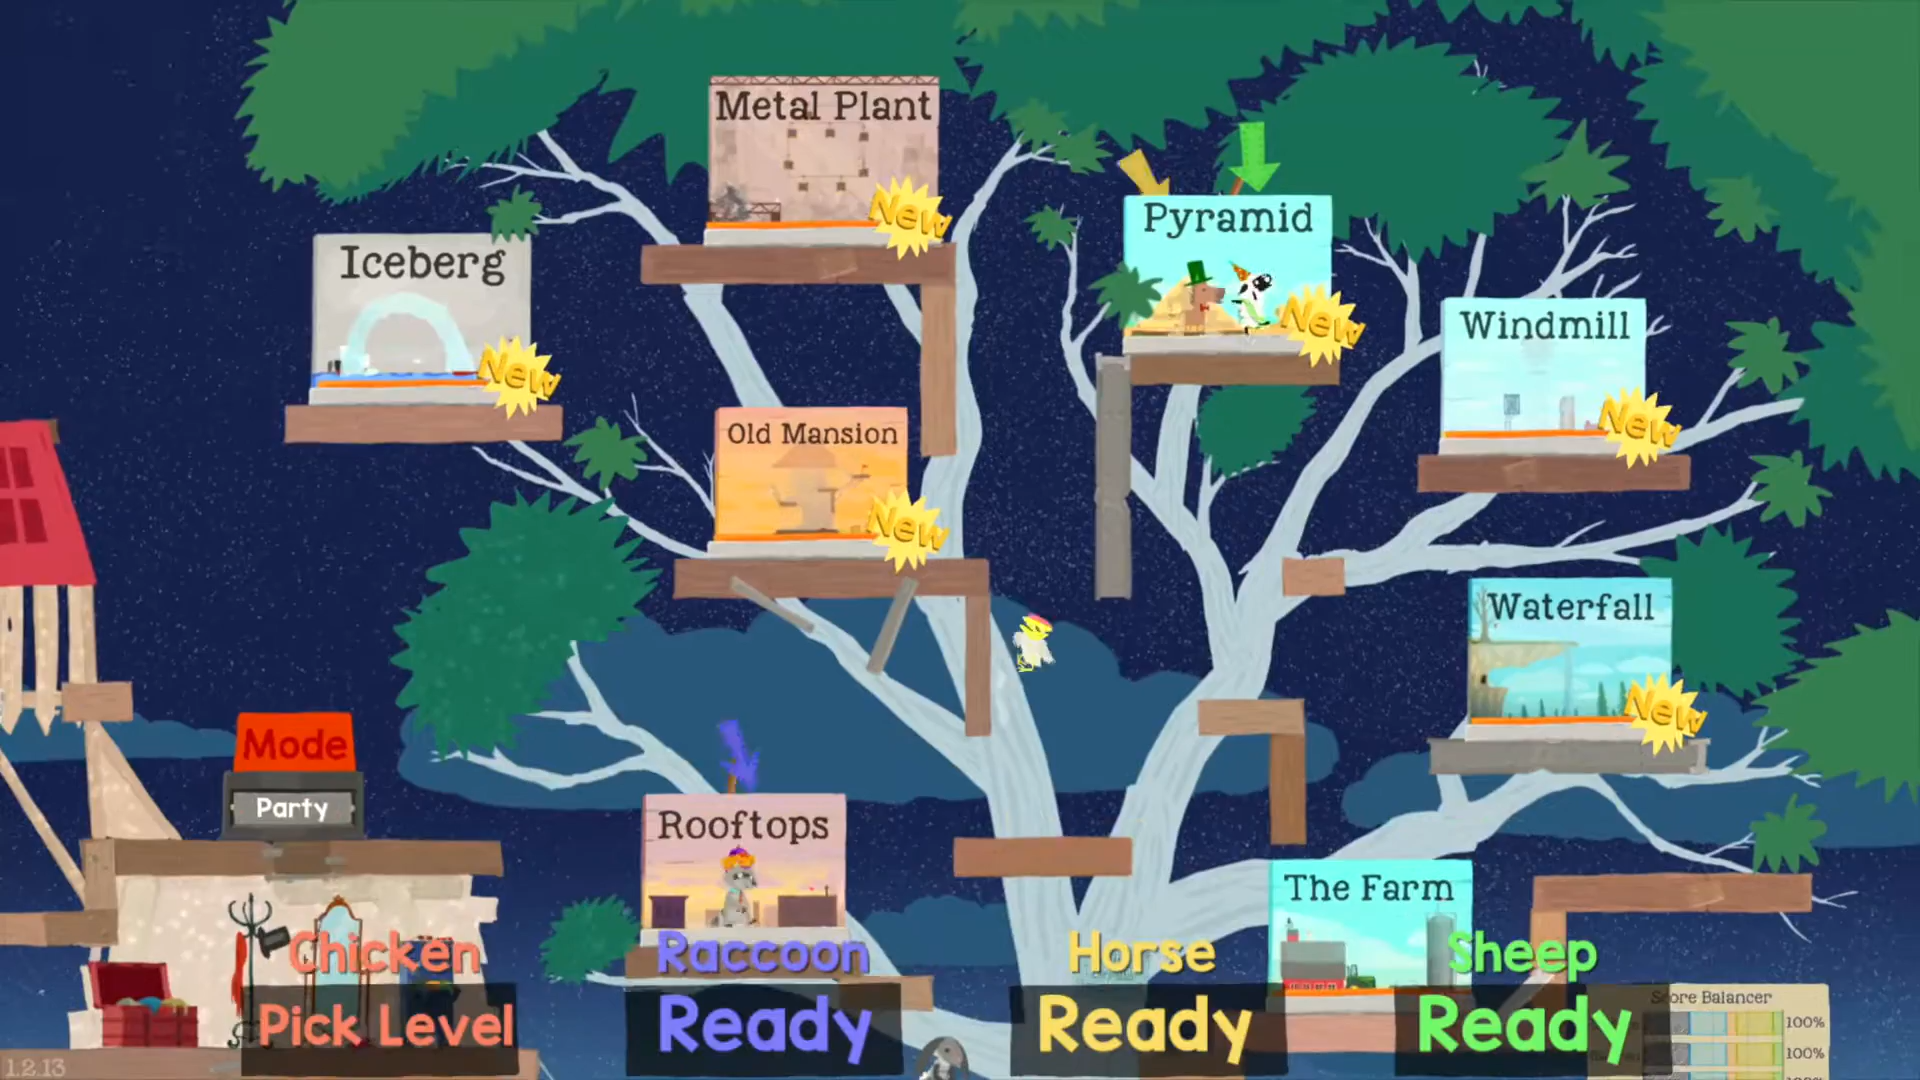 Metal Plant
New
Pyramid
New
Iceberg
New
Windmill
New
Old Mansion
New
Waterfall
New
Mode
Party
Rooftops
The Farm
Chicken
Pick Level
Raccoon
Ready
Horse
Ready
Sheep
Ready
Score Balancer
100%
100%
1.2.13